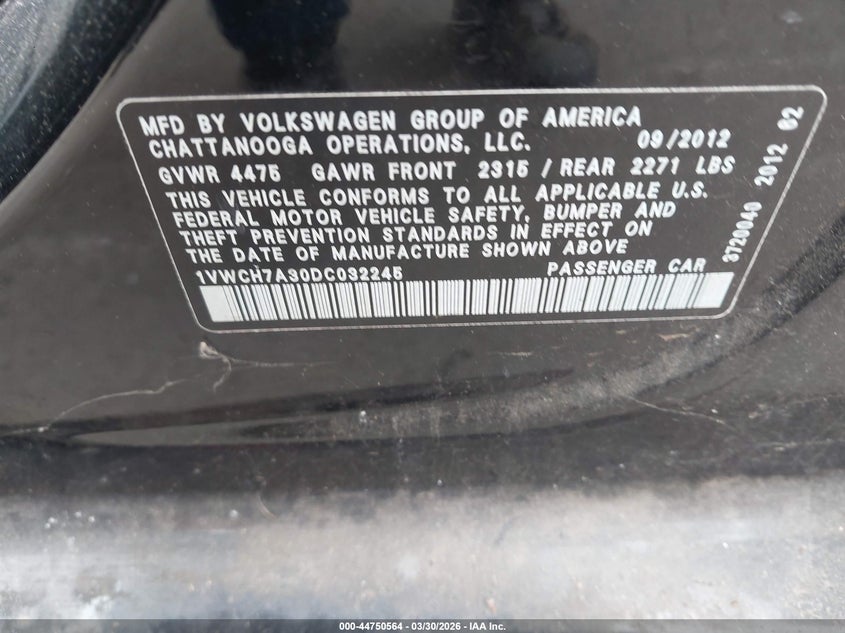 MFD BY VOLKSWAGEN GROUP OF AMERICA
CHATTANOOGA OPERATIONS, LLC. 09/2012
GVWR 4475 GAWR FRONT 2315 / REAR 2271 LBS
THIS VEHICLE CONFORMS TO ALL APPLICABLE U.S.
FEDERAL MOTOR VEHICLE SAFETY, BUMPER AND
THEFT PREVENTION STANDARDS IN EFFECT ON
THE DATE OF MANUFACTURE SHOWN ABOVE
1VWCH7A30DC032245 PASSENGER CAR
3720040 2012 02
000-44750564 — 03/30/2026 — IAA Inc.